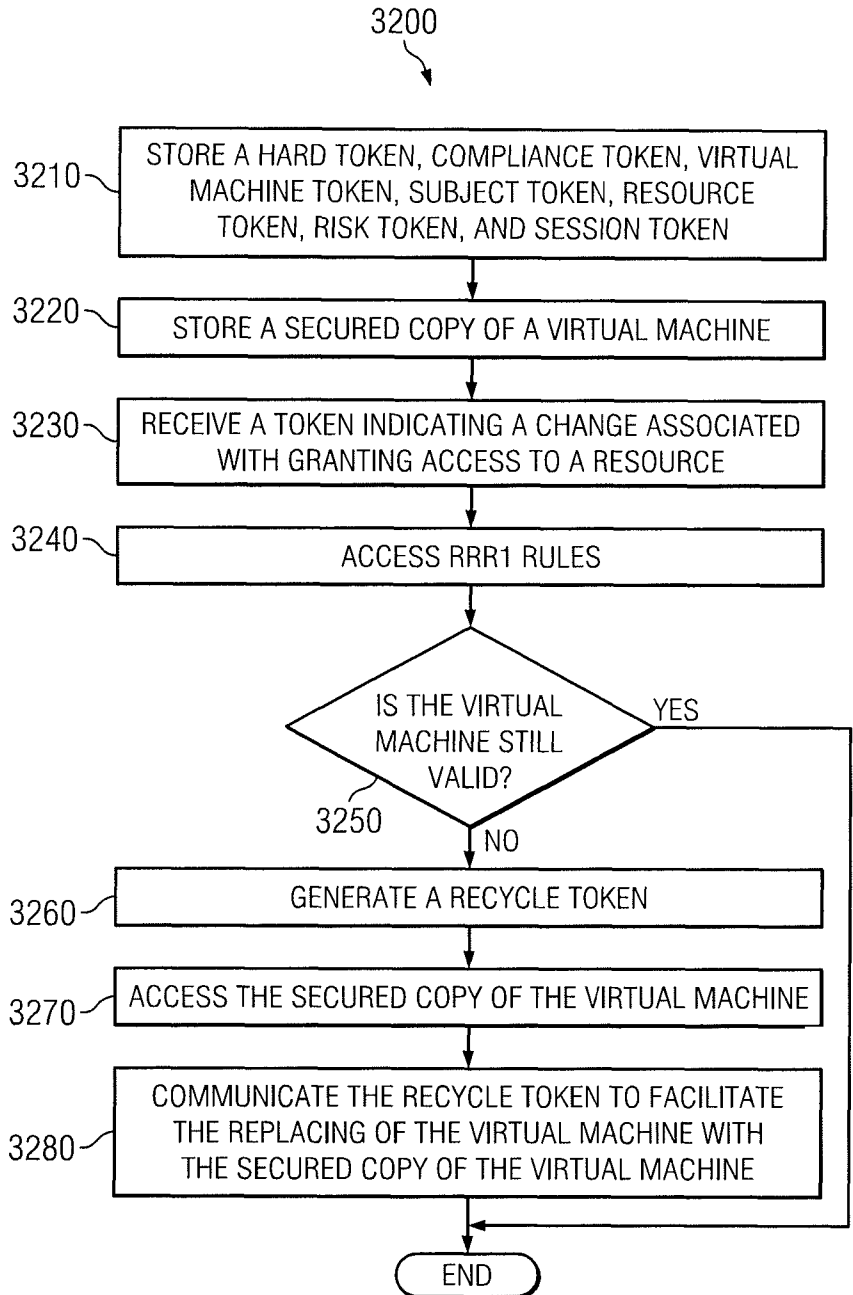 3200
3210
STORE A HARD TOKEN, COMPLIANCE TOKEN, VIRTUAL
MACHINE TOKEN, SUBJECT TOKEN, RESOURCE
TOKEN, RISK TOKEN, AND SESSION TOKEN
3220
STORE A SECURED COPY OF A VIRTUAL MACHINE
3230
RECEIVE A TOKEN INDICATING A CHANGE ASSOCIATED
WITH GRANTING ACCESS TO A RESOURCE
3240
ACCESS RRR1 RULES
IS THE VIRTUAL
MACHINE STILL
VALID?
YES
3250
NO
3260
GENERATE A RECYCLE TOKEN
3270
ACCESS THE SECURED COPY OF THE VIRTUAL MACHINE
3280
COMMUNICATE THE RECYCLE TOKEN TO FACILITATE
THE REPLACING OF THE VIRTUAL MACHINE WITH
THE SECURED COPY OF THE VIRTUAL MACHINE
END